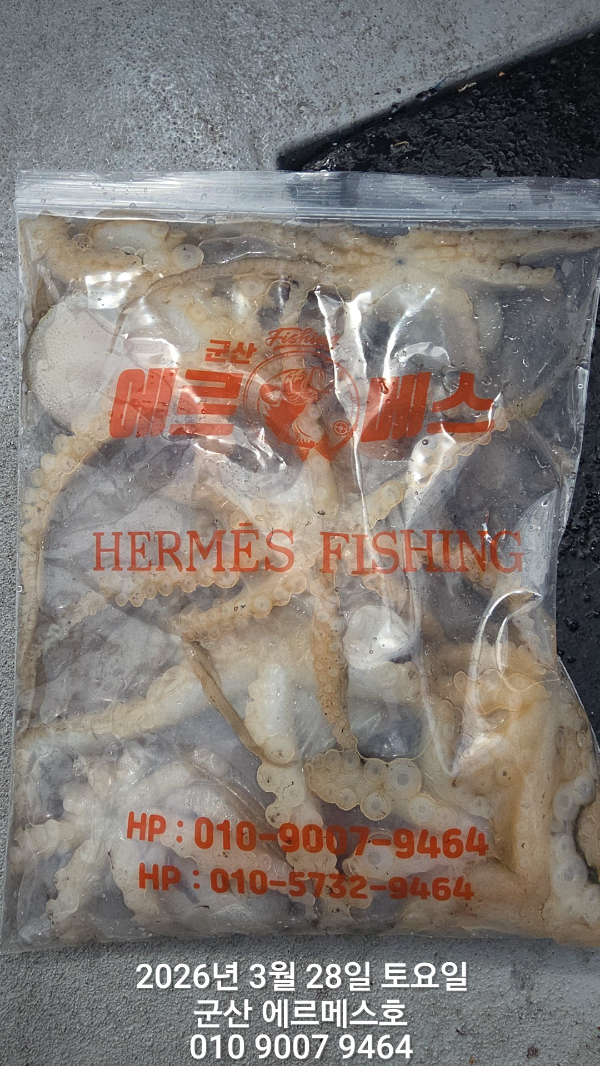 Fishing
군산
에르메스
HERMĒS FISHING
HP : 010-9007-9464
HP : 010-5732-9464
2026년 3월 28일 토요일
군산 에르메스호
010 9007 9464